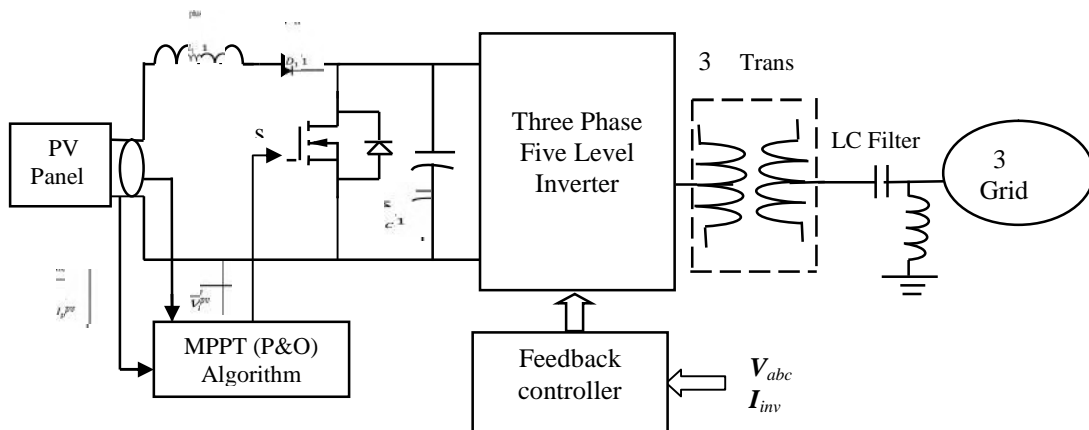 3 Trans
Three Phase
Five Level
Inverter
PV
Panel
S
LC Filter
3
Grid
MPPT (P&O)
Algorithm
Feedback
controller
V_abc
I_inv